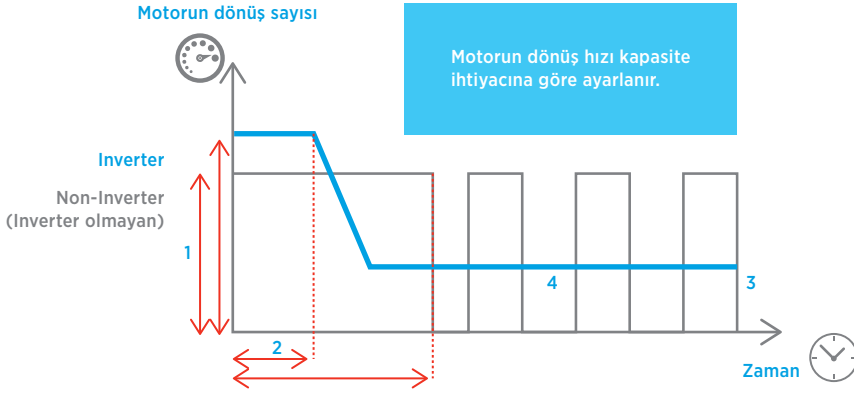 Motorun dönüş sayısı
Motorun dönüş hızı kapasite
ihtiyacına göre ayarlanır.
Inverter
Non-Inverter
(Inverter olmayan)
1
4
3
2
Zaman